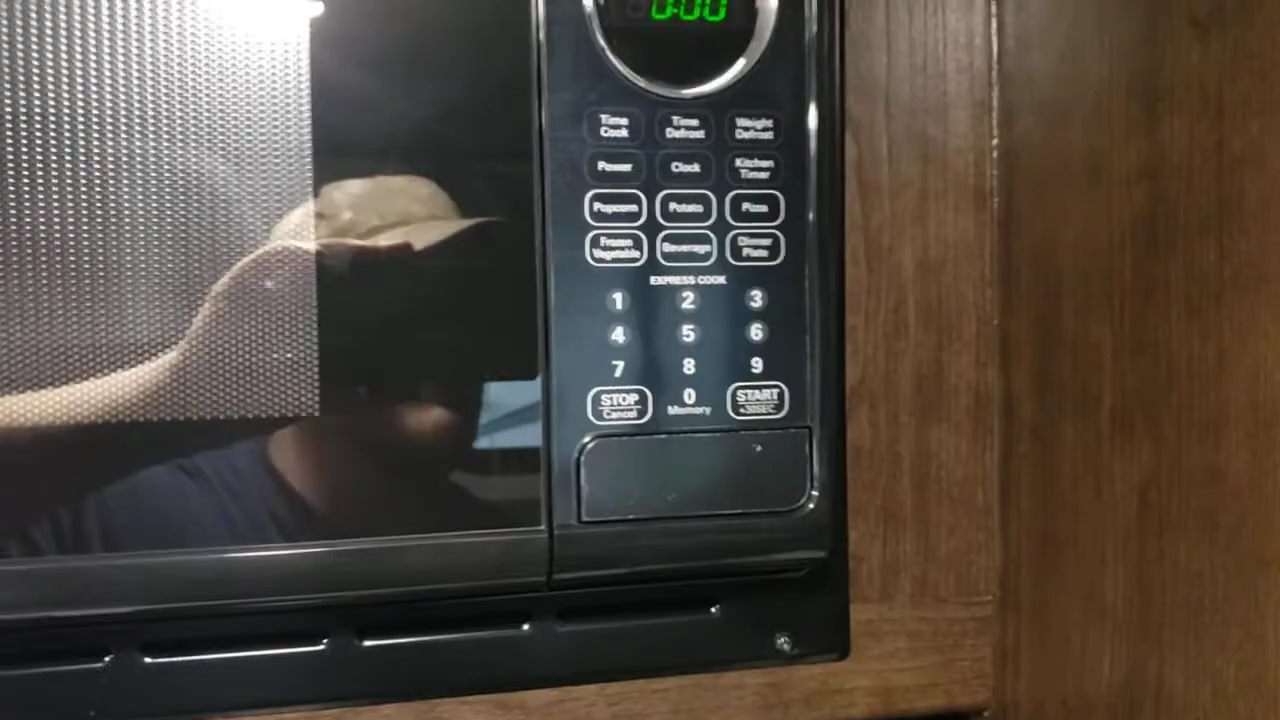 0:00
Time Cook
Time Defrost
Weight Defrost
Power
Clock
Kitchen Timer
Popcorn
Potato
Pizza
Frozen Vegetable
Beverage
Dinner Plate
EXPRESS COOK
1 2 3
4 5 6
7 8 9
STOP
Cancel
0
Memory
START
+30SEC